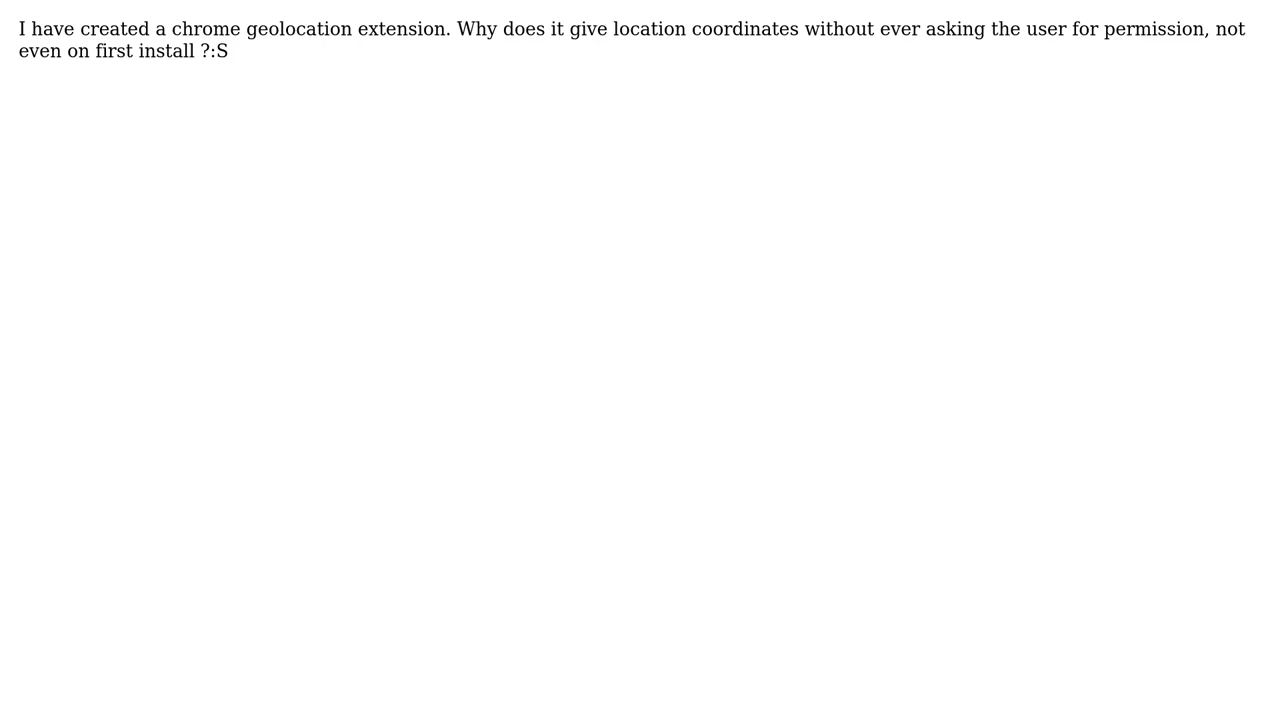 I have created a chrome geolocation extension. Why does it give location coordinates without ever asking the user for permission, not
even on first install ?:S